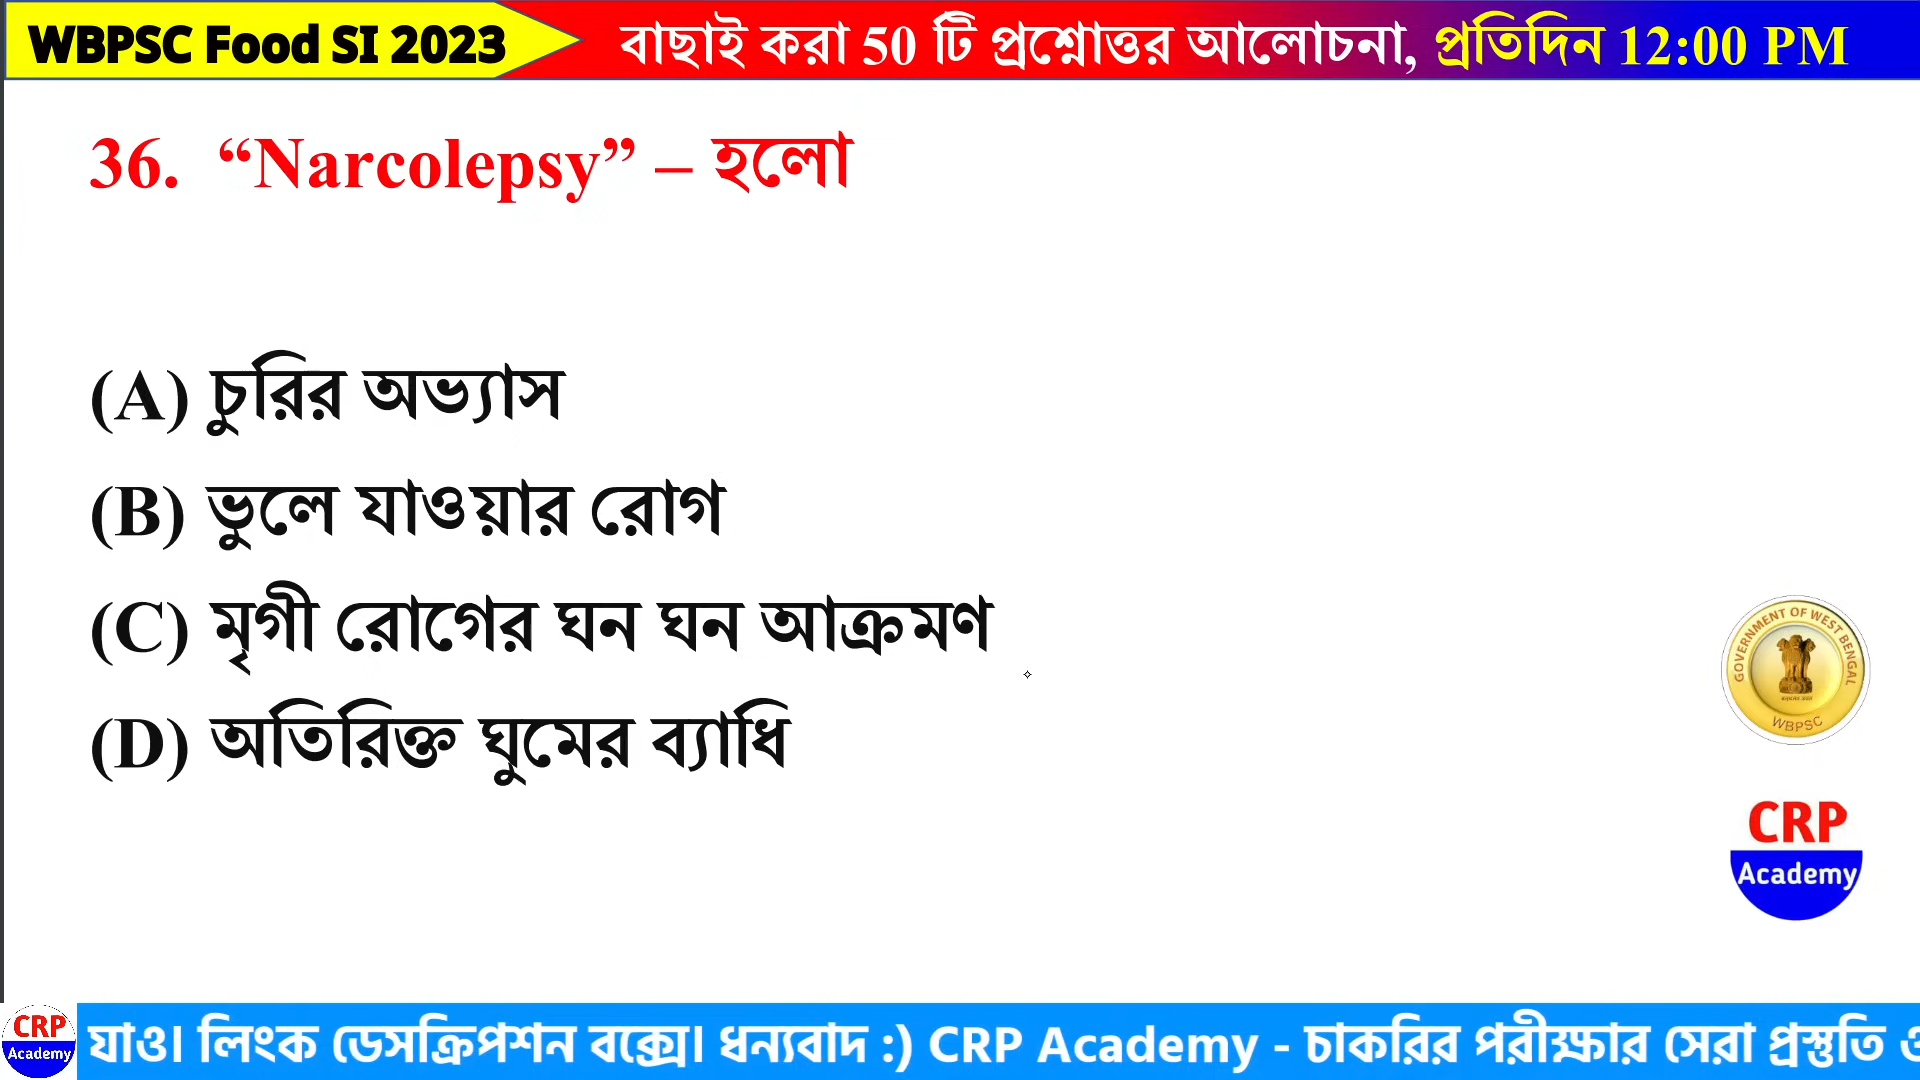 WBPSC Food SI 2023
বাছাই করা 50 টি প্রশ্নোত্তর আলোচনা, প্রতিদিন 12:00 PM
36. “Narcolepsy” – হলো
(A) চুরির অভ্যাস
(B) ভুলে যাওয়ার রোগ
(C) মৃগী রোগের ঘন ঘন আক্রমণ
(D) অতিরিক্ত ঘুমের ব্যাধি
GOVERNMENT OF WEST BENGAL
WBPSC
CRP
Academy
CRP
Academy
যাও। লিংক ডেসক্রিপশন বক্সে। ধন্যবাদ :) CRP Academy - চাকরির পরীক্ষার সেরা প্রস্তুতি